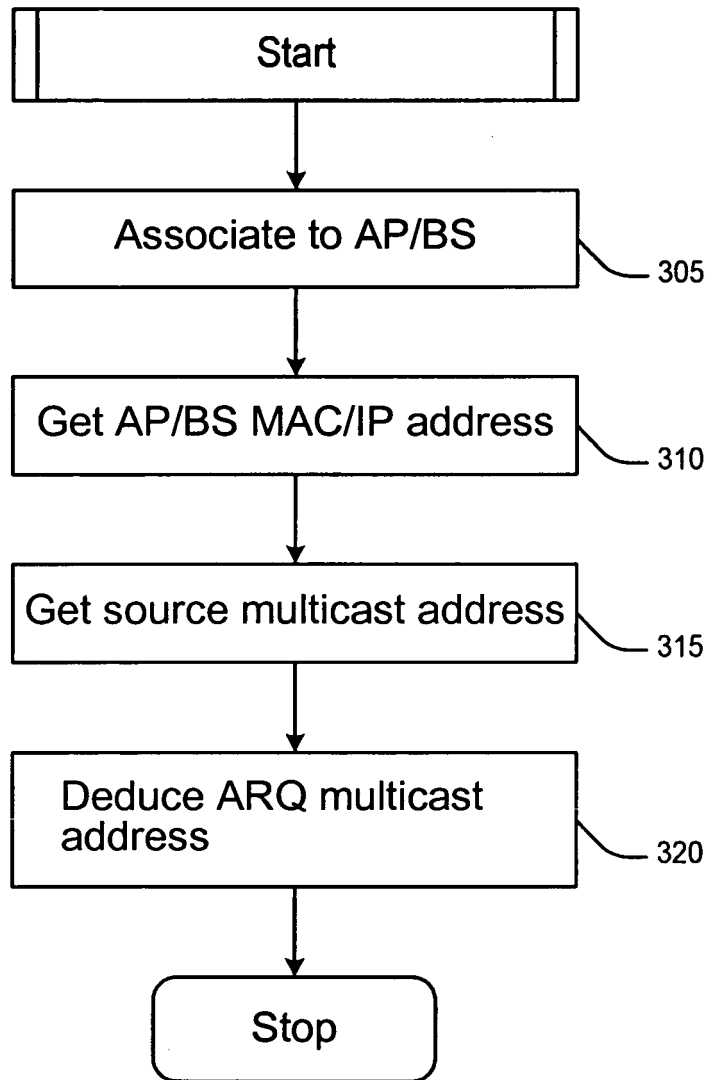 Start
Associate to AP/BS
305
Get AP/BS MAC/IP address
310
Get source multicast address
315
Deduce ARQ multicast
address
320
Stop